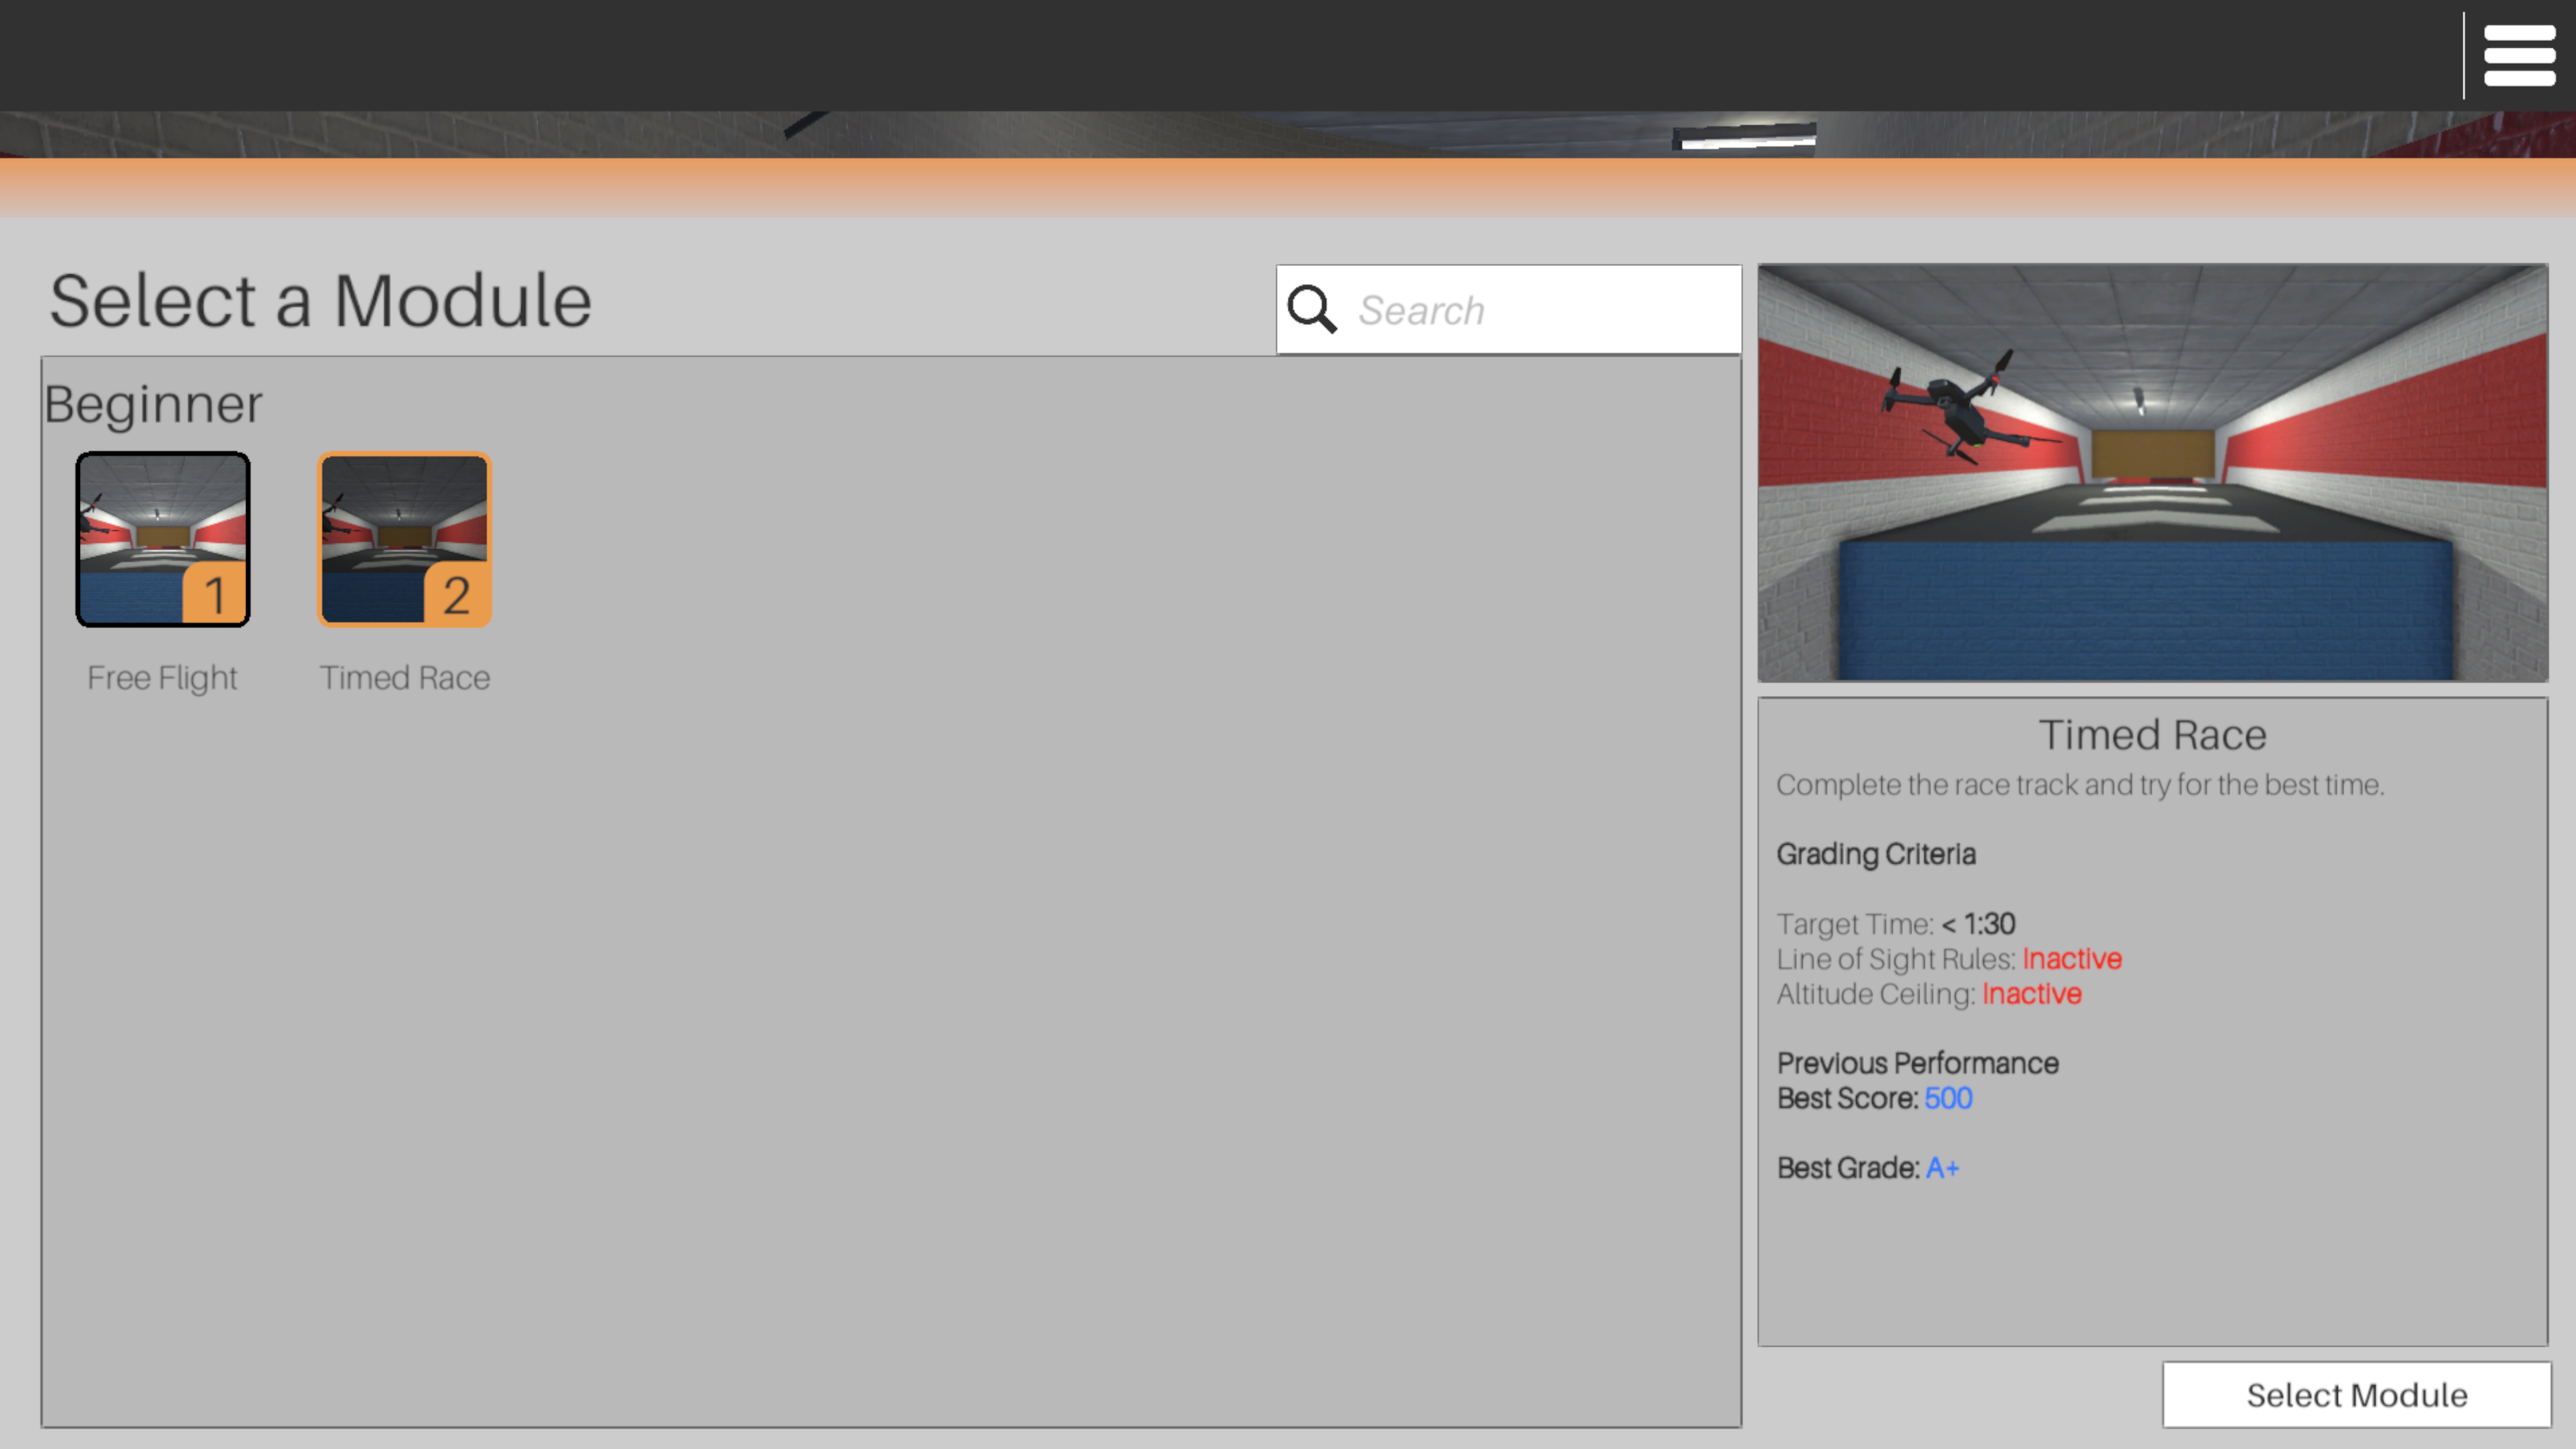 Select a Module
Search
Beginner
1
2
Free Flight
Timed Race
Timed Race
Complete the race track and try for the best time.
Grading Criteria
Target Time: < 1:30
Line of Sight Rules: Inactive
Altitude Ceiling: Inactive
Previous Performance
Best Score: 500
Best Grade: A+
Select Module